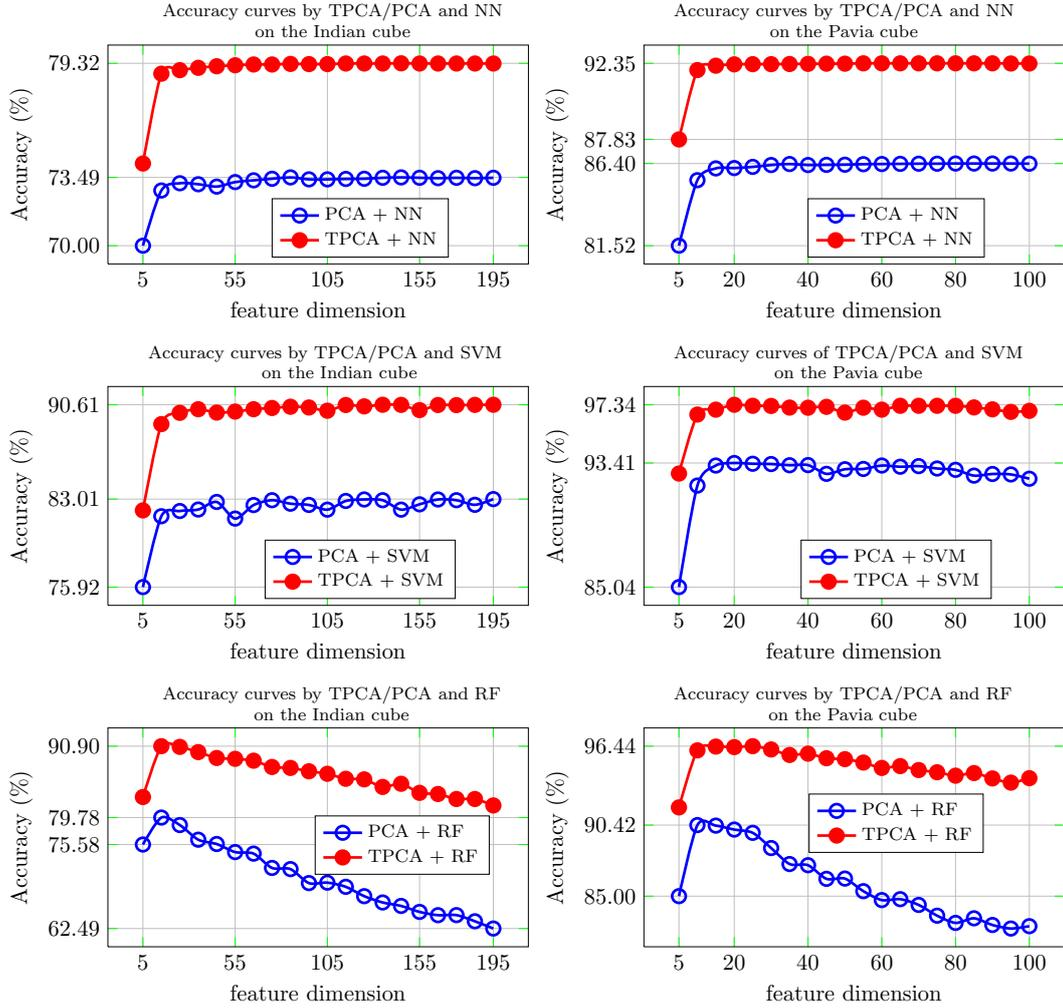 Accuracy curves by TPCA/PCA and NN
on the Indian cube
79.32
73.49
70.00
Accuracy (%)
PCA + NN
TPCA + NN
5 55 105 155 195
feature dimension
Accuracy curves by TPCA/PCA and NN
on the Pavia cube
92.35
87.83
86.40
81.52
Accuracy (%)
PCA + NN
TPCA + NN
5 20 40 60 80 100
feature dimension
Accuracy curves by TPCA/PCA and SVM
on the Indian cube
90.61
83.01
75.92
Accuracy (%)
PCA + SVM
TPCA + SVM
5 55 105 155 195
feature dimension
Accuracy curves of TPCA/PCA and SVM
on the Pavia cube
97.34
93.41
85.04
Accuracy (%)
PCA + SVM
TPCA + SVM
5 20 40 60 80 100
feature dimension
Accuracy curves by TPCA/PCA and RF
on the Indian cube
90.90
79.78
75.58
62.49
Accuracy (%)
PCA + RF
TPCA + RF
5 55 105 155 195
feature dimension
Accuracy curves by TPCA/PCA and RF
on the Pavia cube
96.44
90.42
85.00
Accuracy (%)
PCA + RF
TPCA + RF
5 20 40 60 80 100
feature dimension